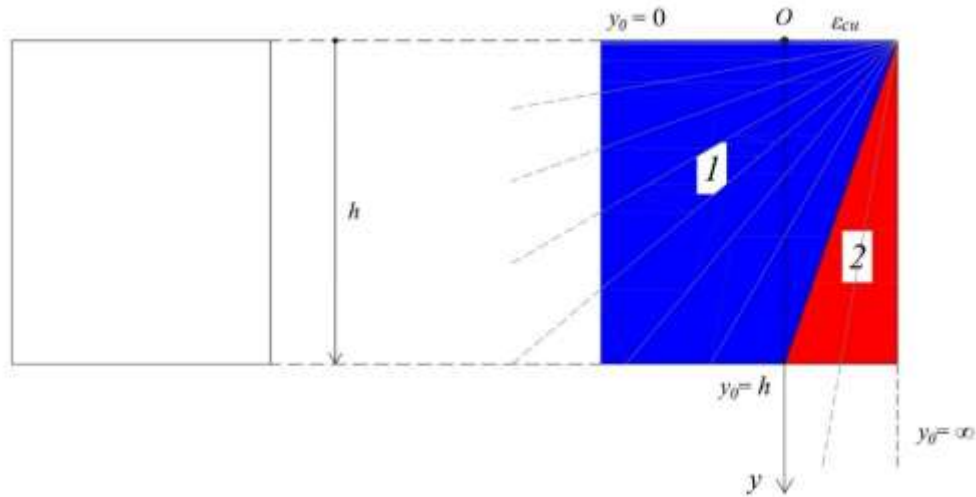 y₀ = 0
O
εcu
h
1
2
y₀= h
y₀= ∞
y